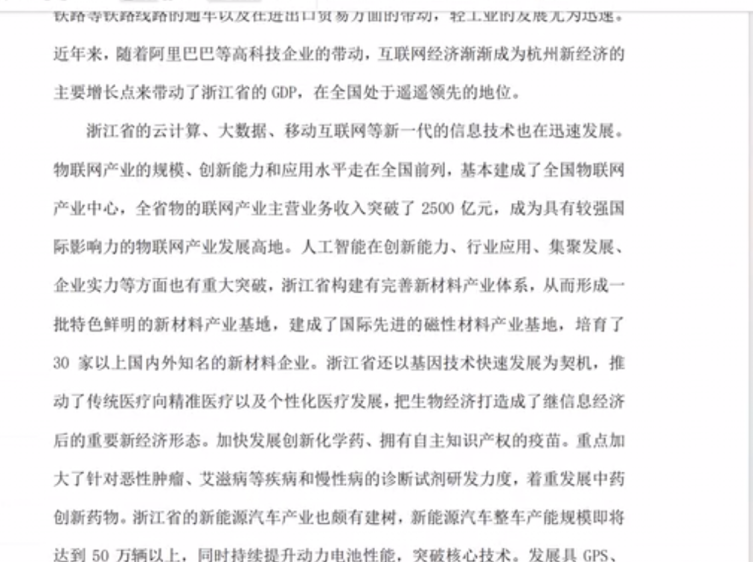 铁路等铁路线路的通车以及在进出口贸易方面的带动，轻工业的发展尤为迅速。
近年来，随着阿里巴巴等高科技企业的带动，互联网经济渐渐成为杭州新经济的
主要增长点来带动了浙江省的 GDP，在全国处于遥遥领先的地位。
浙江省的云计算、大数据、移动互联网等新一代的信息技术也在迅速发展。
物联网产业的规模、创新能力和应用水平走在全国前列，基本建成了全国物联网
产业中心，全省物的联网产业主营业务收入突破了 2500 亿元，成为具有较强国
际影响力的物联网产业发展高地。人工智能在创新能力、行业应用、集聚发展、
企业实力等方面也有重大突破，浙江省构建有完善新材料产业体系，从而形成一
批特色鲜明的新材料产业基地，建成了国际先进的磁性材料产业基地，培育了
30 家以上国内外知名的新材料企业。浙江省还以基因技术快速发展为契机，推
动了传统医疗向精准医疗以及个性化医疗发展，把生物经济打造成了继信息经济
后的重要新经济形态。加快发展创新化学药、拥有自主知识产权的疫苗。重点加
大了针对恶性肿瘤、艾滋病等疾病和慢性病的诊断试剂研发力度，着重发展中药
创新药物。浙江省的新能源汽车产业也颇有建树，新能源汽车整车产能规模即将
达到 50 万辆以上，同时持续提升动力电池性能，突破核心技术。发展具 GPS、